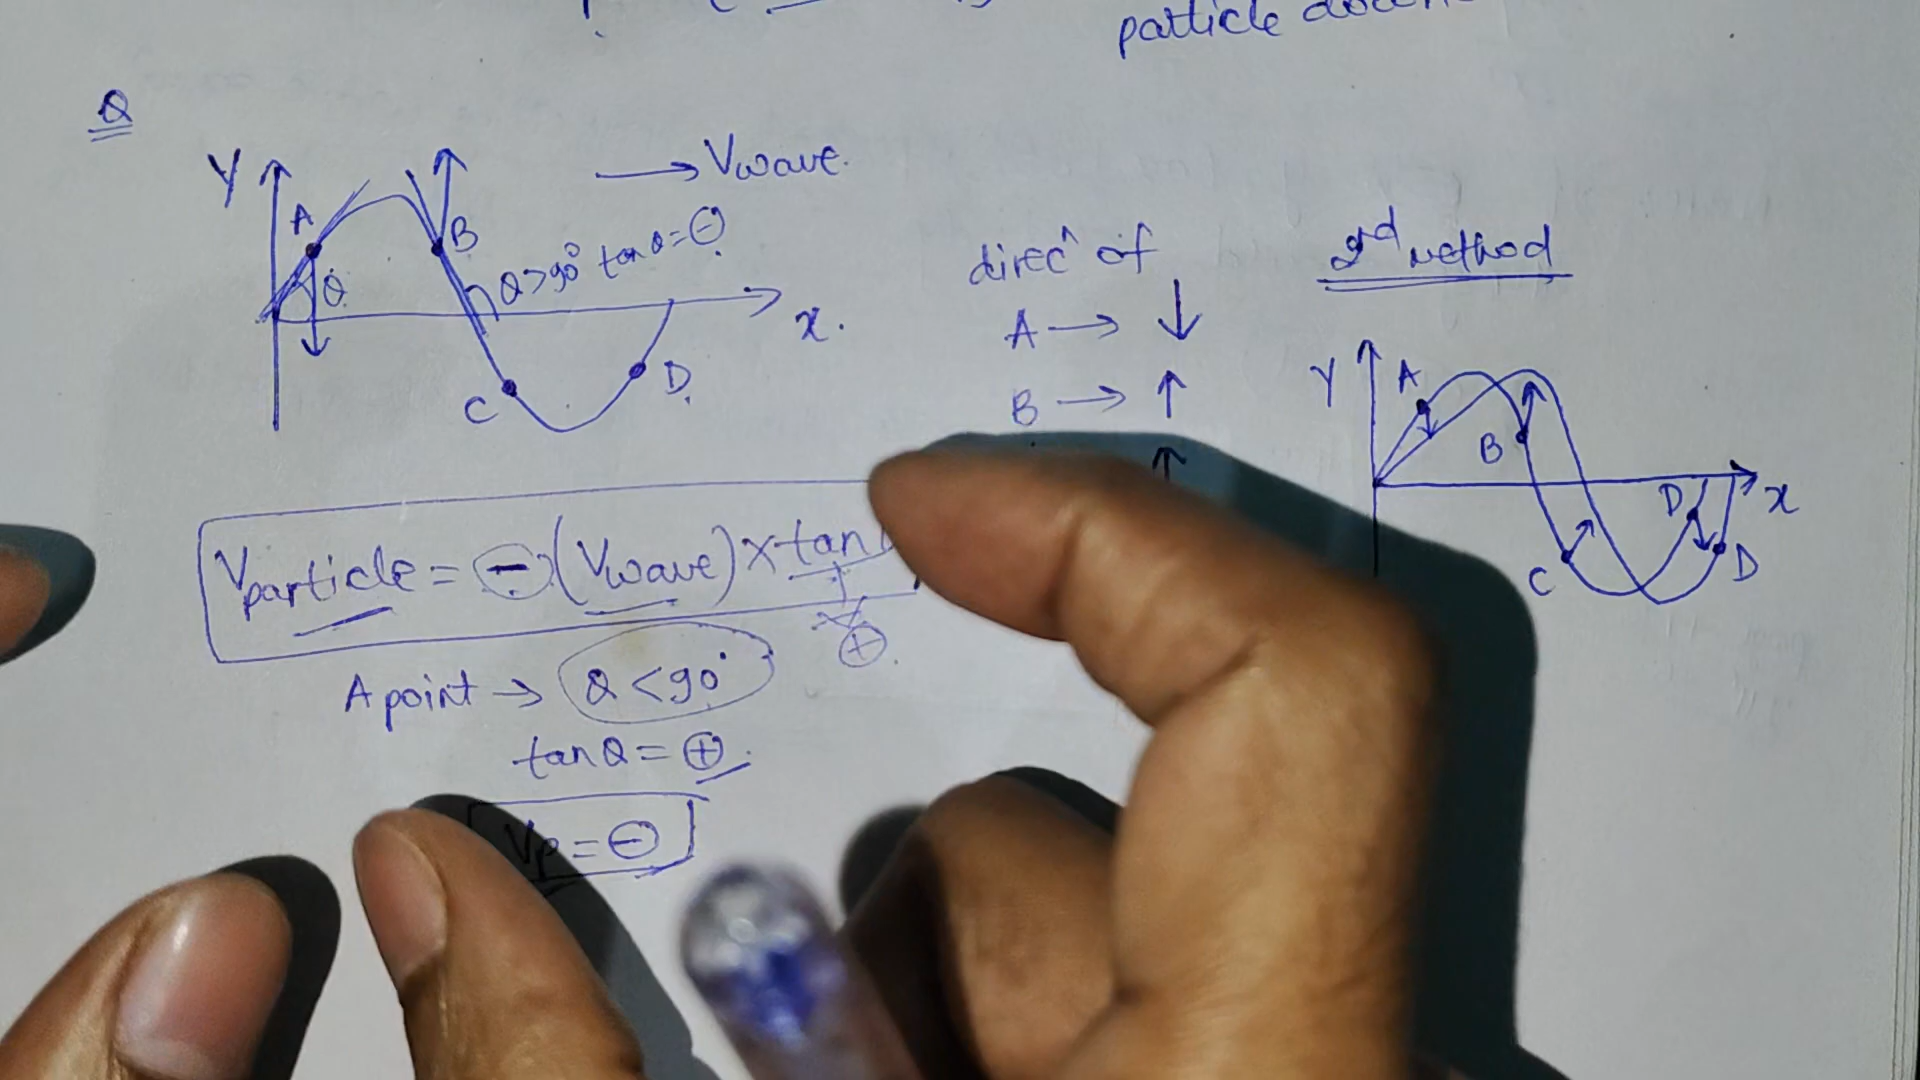 particle
Q
Y
A
B
→ Vwave.
θ
θ>90° tanθ=⊖
x.
C
D.
direcⁿ of
A → ↓
B → ↑
↑
2nd method
Y
A
B
C
D
D
x
Vparticle = ⊖(Vwave) × tan
+
⊕
A point → θ<90°
tanθ = ⊕
Vp = ⊖